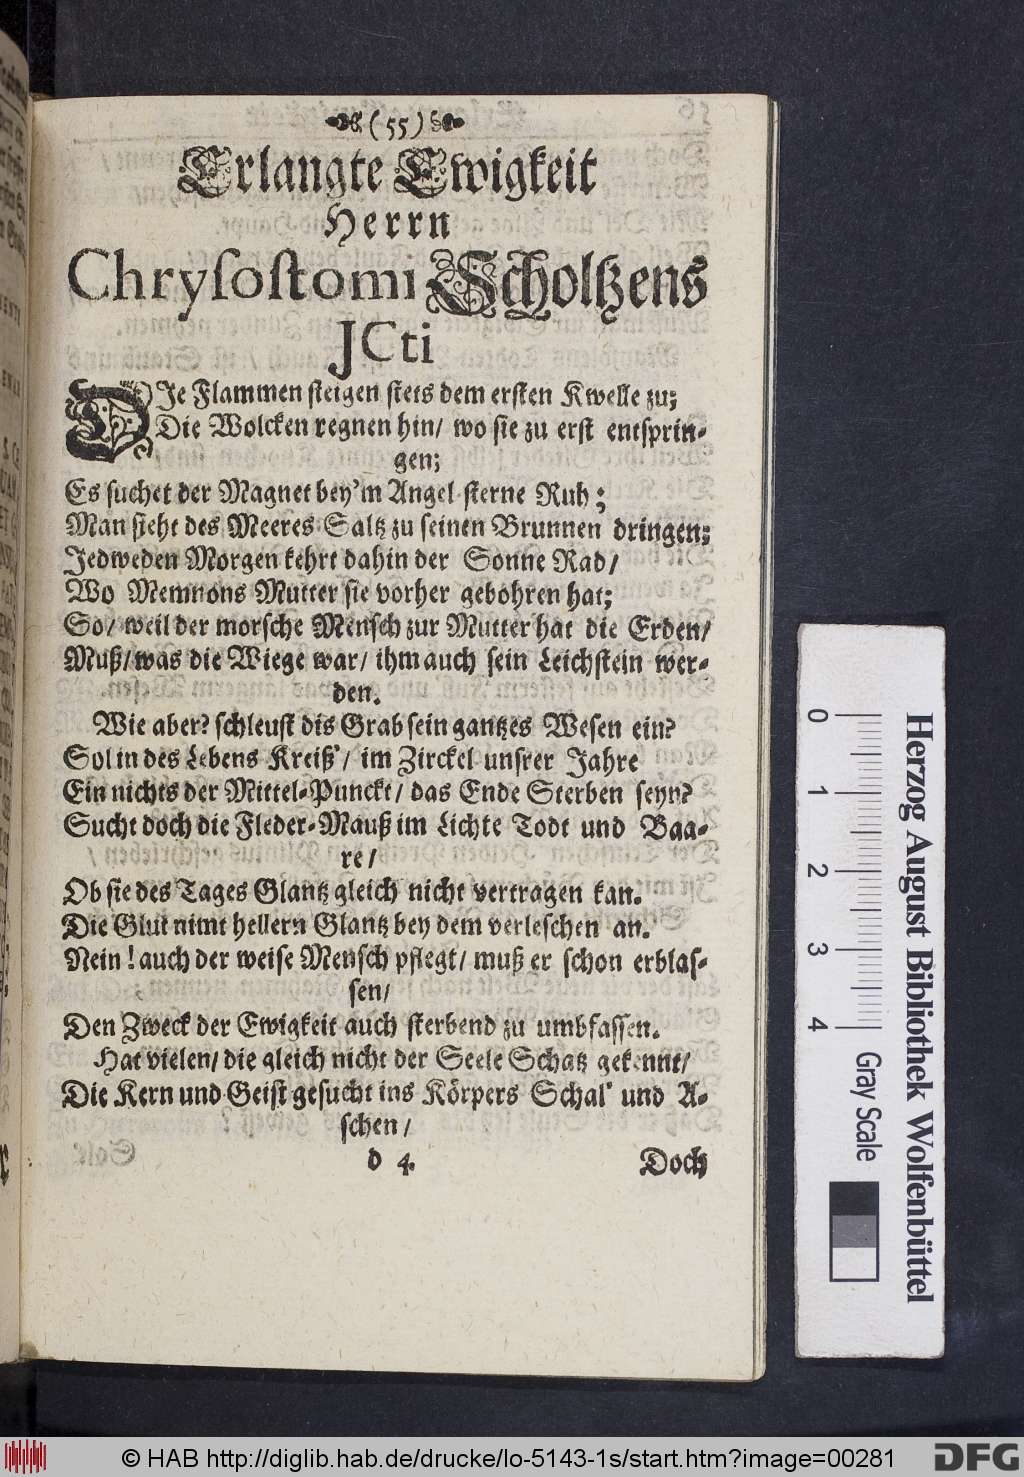 (55)
Erlangte Ewigkeit
Herrn
Chryſoſtomi Scholtzens
JCti
DIe Flammen ſteigen ſtets dem erſten Kwelle zu;
Die Wolcken regnen hin/ wo ſie zu erſt entſprin-
gen;
Es ſuchet der Magnet bey'm Angel-ſterne Ruh;
Man ſieht des Meeres Saltz zu ſeinen Brunnen dringen;
Jedweden Morgen kehrt dahin der Sonne Rad/
Wo Memnons Mutter ſie vorher gebohren hat;
So/ weil der morſche Menſch zur Mutter hat die Erden/
Muß/ was die Wiege war/ ihm auch ſein Leichſtein wer-
den.
Wie aber? ſchleuſt dis Grab ſein gantzes Weſen ein?
Sol in des Lebens Kreiß'/ im Zirckel unſrer Jahre
Ein nichts der Mittel-Punckt/ das Ende Sterben ſeyn?
Sucht doch die Fleder-Mauß im Lichte Todt und Baa-
re/
Ob ſie des Tages Glantz gleich nicht vertragen kan.
Die Glut nimt hellern Glantz bey dem verleſchen an.
Nein! auch der weiſe Menſch pflegt/ muß er ſchon erblaſ-
ſen/
Den Zweck der Ewigkeit auch ſterbend zu umbfaſſen.
Hat vielen/ die gleich nicht der Seele Schatz gekennt/
Die Kern und Geiſt geſucht ins Körpers Schal' und A-
ſchen/
d 4.
Doch
Herzog August Bibliothek Wolfenbüttel
0 1 2 3 4
Gray Scale
© HAB http://diglib.hab.de/drucke/lo-5143-1s/start.htm?image=00281
DFG